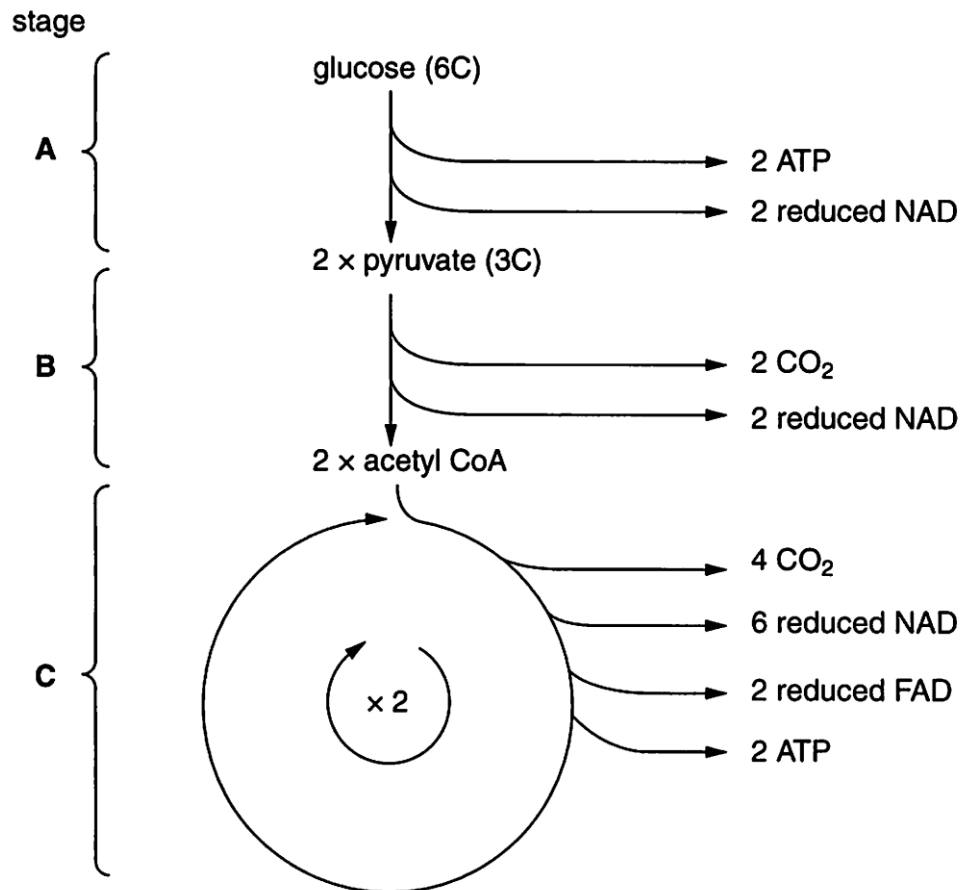 stage
glucose (6C)
A
2 ATP
2 reduced NAD
2 × pyruvate (3C)
B
2 CO₂
2 reduced NAD
2 × acetyl CoA
4 CO₂
6 reduced NAD
C
2 reduced FAD
× 2
2 ATP